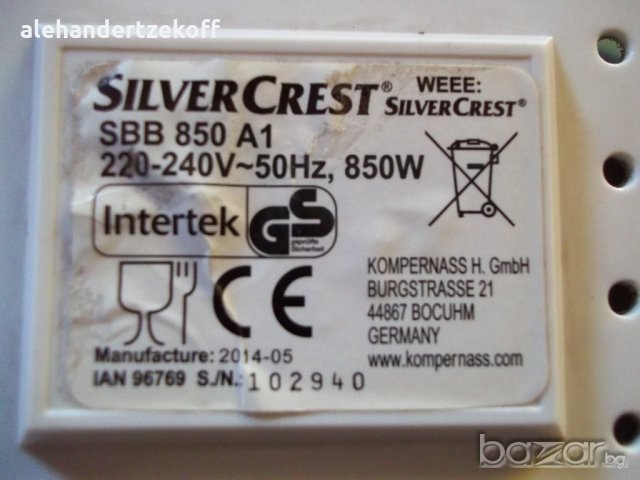 alehandertzekoff
SILVERCREST® WEEE:
SILVERCREST®
SBB 850 A1
220-240V~50Hz, 850W
Intertek GS
geprüfte
Sicherheit
CE
KOMPERNASS H. GmbH
BURGSTRASSE 21
44867 BOCUHM
GERMANY
www.kompernass.com
Manufacture: 2014-05
IAN 96769 S./N.: 102940
bazar.bg